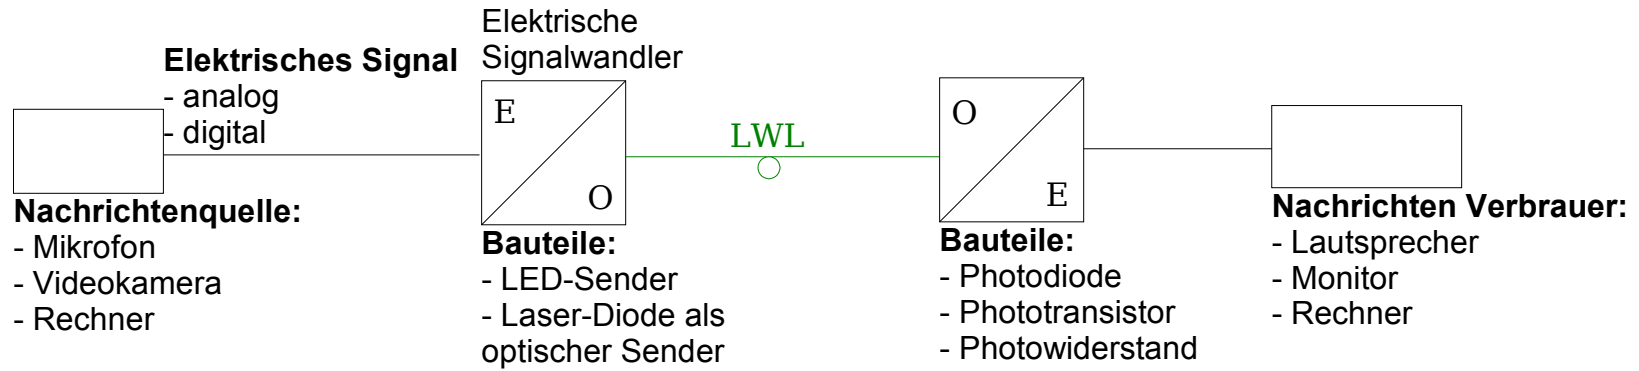 Elektrisches Signal
- analog
- digital
Nachrichtenquelle:
- Mikrofon
- Videokamera
- Rechner
Elektrische
Signalwandler
E
O
Bauteile:
- LED-Sender
- Laser-Diode als
optischer Sender
LWL
O
E
Bauteile:
- Photodiode
- Phototransistor
- Photowiderstand
Nachrichten Verbrauer:
- Lautsprecher
- Monitor
- Rechner